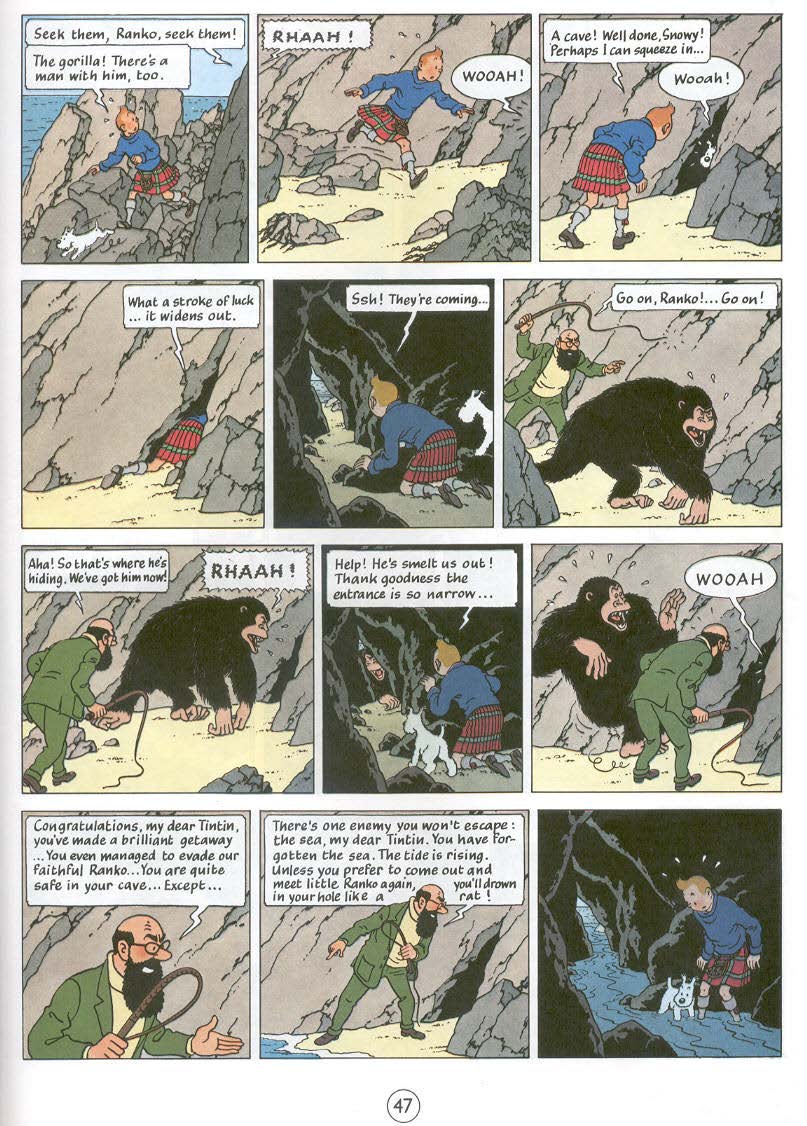 Seek them, Ranko, seek them!
The gorilla! There's a
man with him, too.
RHAAH !
WOOAH!
A cave! Well done, Snowy!
Perhaps I can squeeze in...
Wooah!
What a stroke of luck
... it widens out.
Ssh! They're coming...
Go on, Ranko!... Go on!
Aha! So that's where he's
hiding. We've got him now!
RHAAH !
Help! He's smelt us out!
Thank goodness the
entrance is so narrow...
WOOAH
Congratulations, my dear Tintin,
you've made a brilliant getaway
...You even managed to evade our
faithful Ranko...You are quite
safe in your cave... Except...
There's one enemy you won't escape:
the sea, my dear Tintin. You have for-
gotten the sea. The tide is rising.
Unless you prefer to come out and
meet little Ranko again, you'll drown
in your hole like a rat!
47